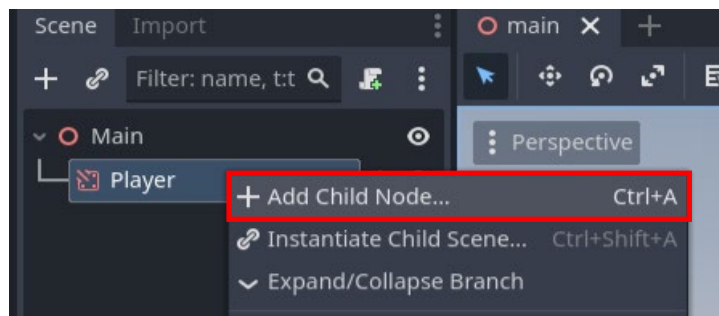 Scene Import
main
Filter: name, t:t
Main
Perspective
Player
Add Child Node... Ctrl+A
Instantiate Child Scene... Ctrl+Shift+A
Expand/Collapse Branch